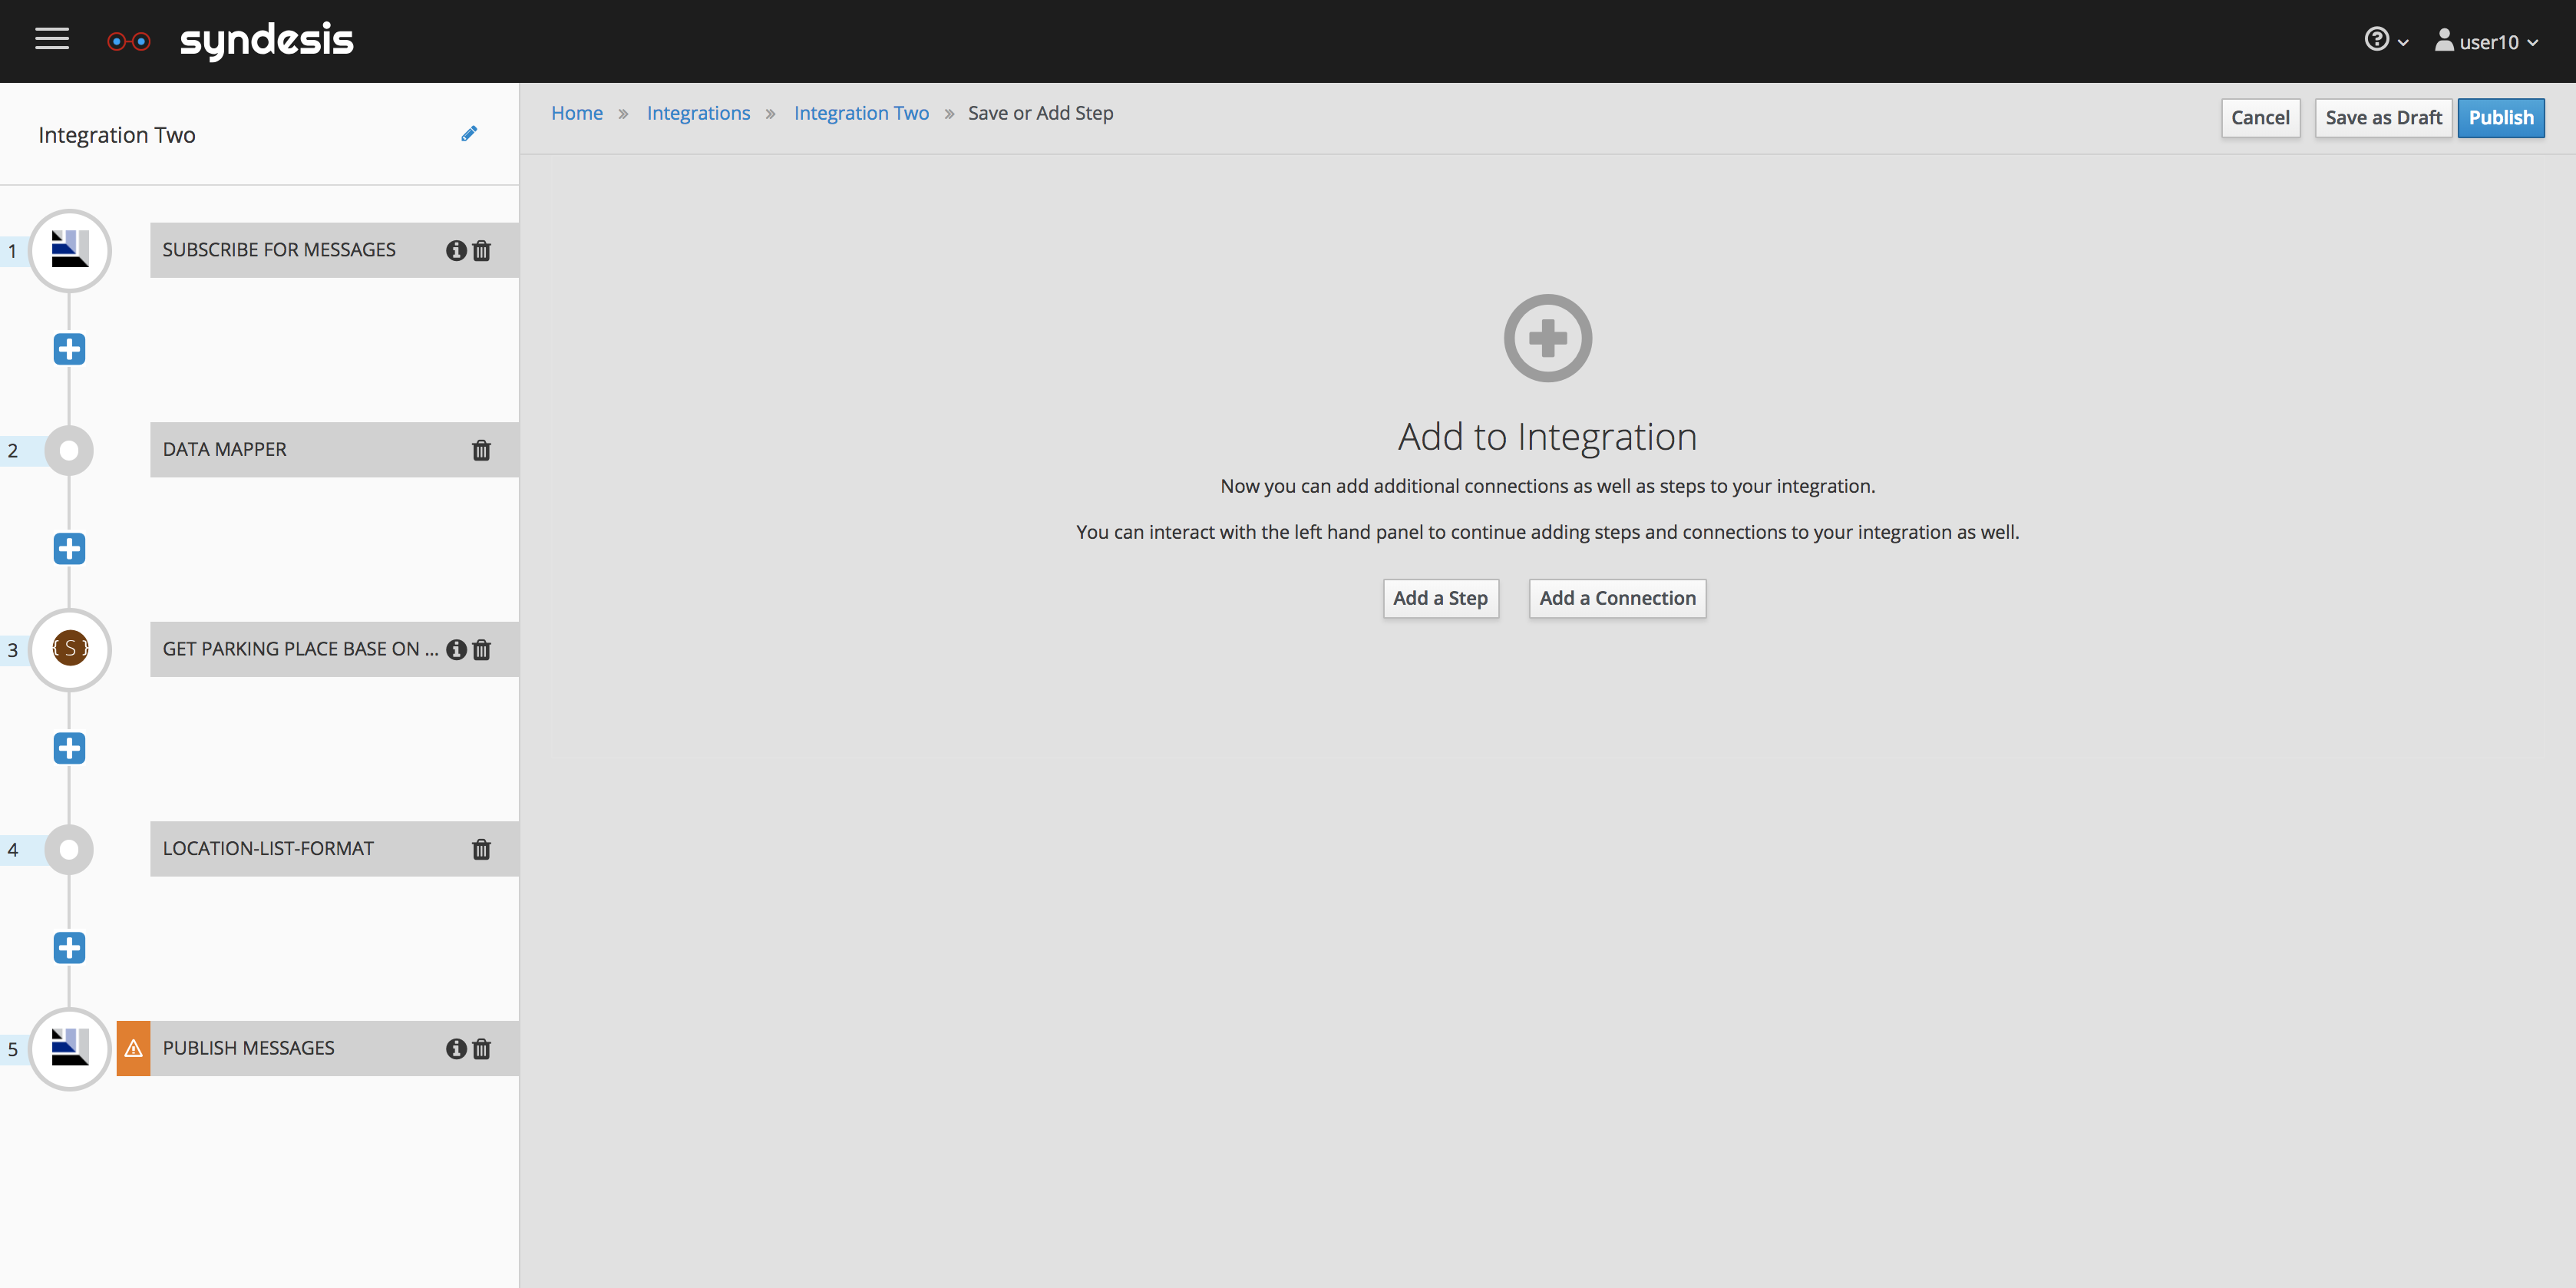 syndesis
user10
Integration Two
Home » Integrations » Integration Two » Save or Add Step
Cancel
Save as Draft
Publish
1 SUBSCRIBE FOR MESSAGES
2 DATA MAPPER
3 {S} GET PARKING PLACE BASE ON ...
4 LOCATION-LIST-FORMAT
5 PUBLISH MESSAGES
Add to Integration
Now you can add additional connections as well as steps to your integration.
You can interact with the left hand panel to continue adding steps and connections to your integration as well.
Add a Step
Add a Connection